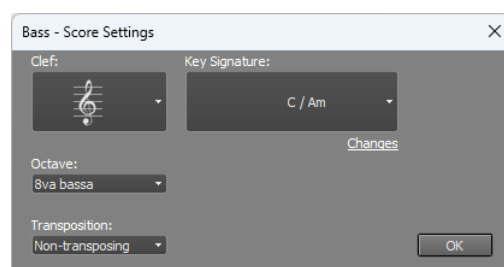 Bass - Score Settings
Clef:
Key Signature:
C / Am
Changes
Octave:
8va bassa
Transposition:
Non-transposing
OK